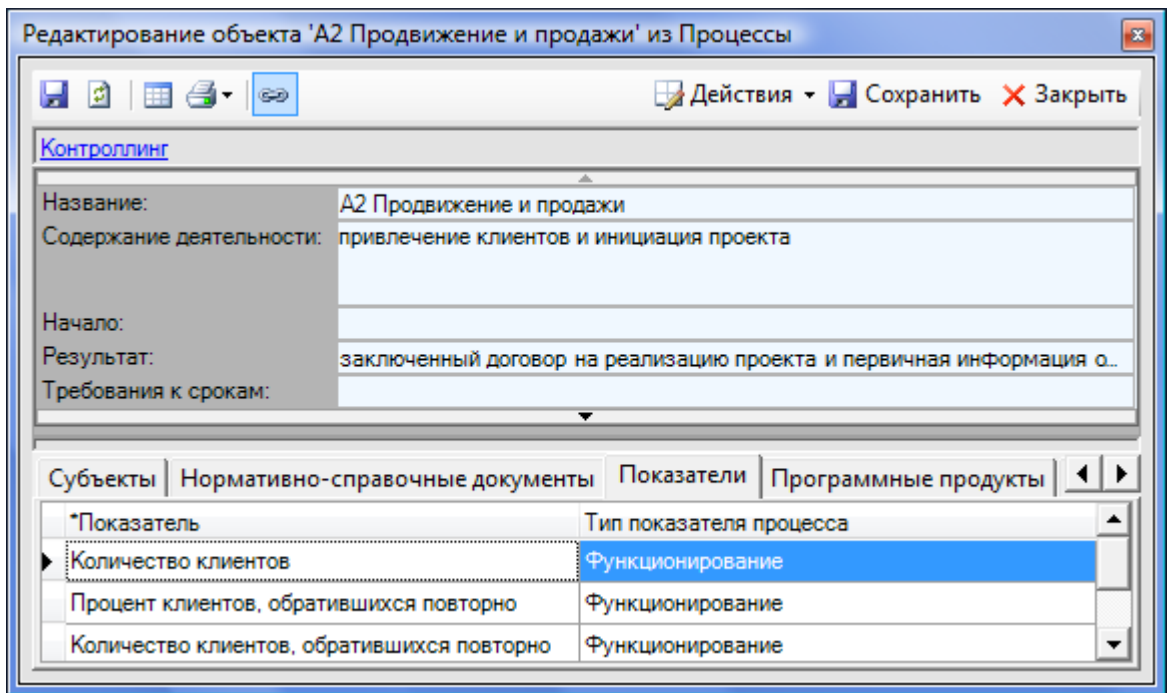 Редактирование объекта 'А2 Продвижение и продажи' из Процессы
Действия Сохранить Закрыть
Контроллинг
Название: А2 Продвижение и продажи
Содержание деятельности: привлечение клиентов и инициация проекта
Начало:
Результат: заключенный договор на реализацию проекта и первичная информация о...
Требования к срокам:
Субъекты Нормативно-справочные документы Показатели Программные продукты
*Показатель Тип показателя процесса
Количество клиентов Функционирование
Процент клиентов, обратившихся повторно Функционирование
Количество клиентов, обратившихся повторно Функционирование